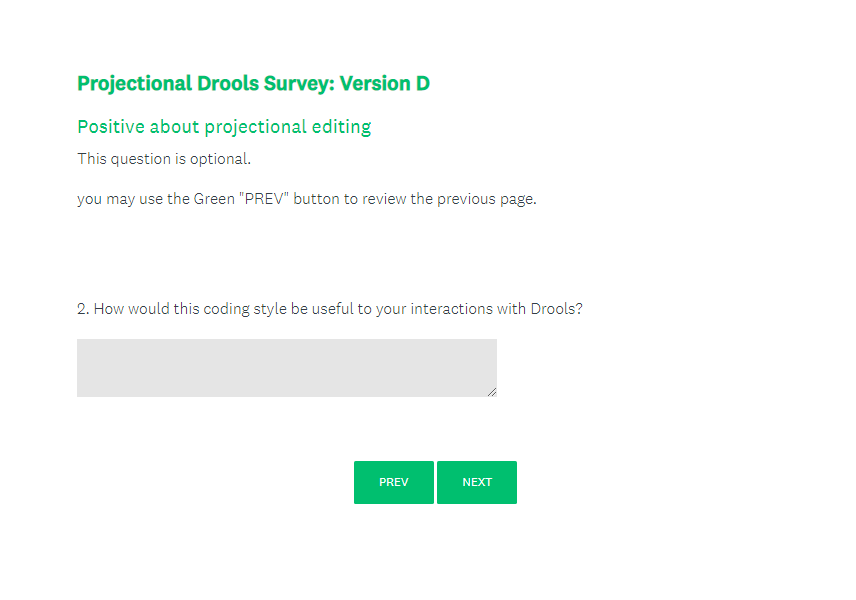 Projectional Drools Survey: Version D
Positive about projectional editing
This question is optional.
you may use the Green "PREV" button to review the previous page.
2. How would this coding style be useful to your interactions with Drools?
PREV NEXT